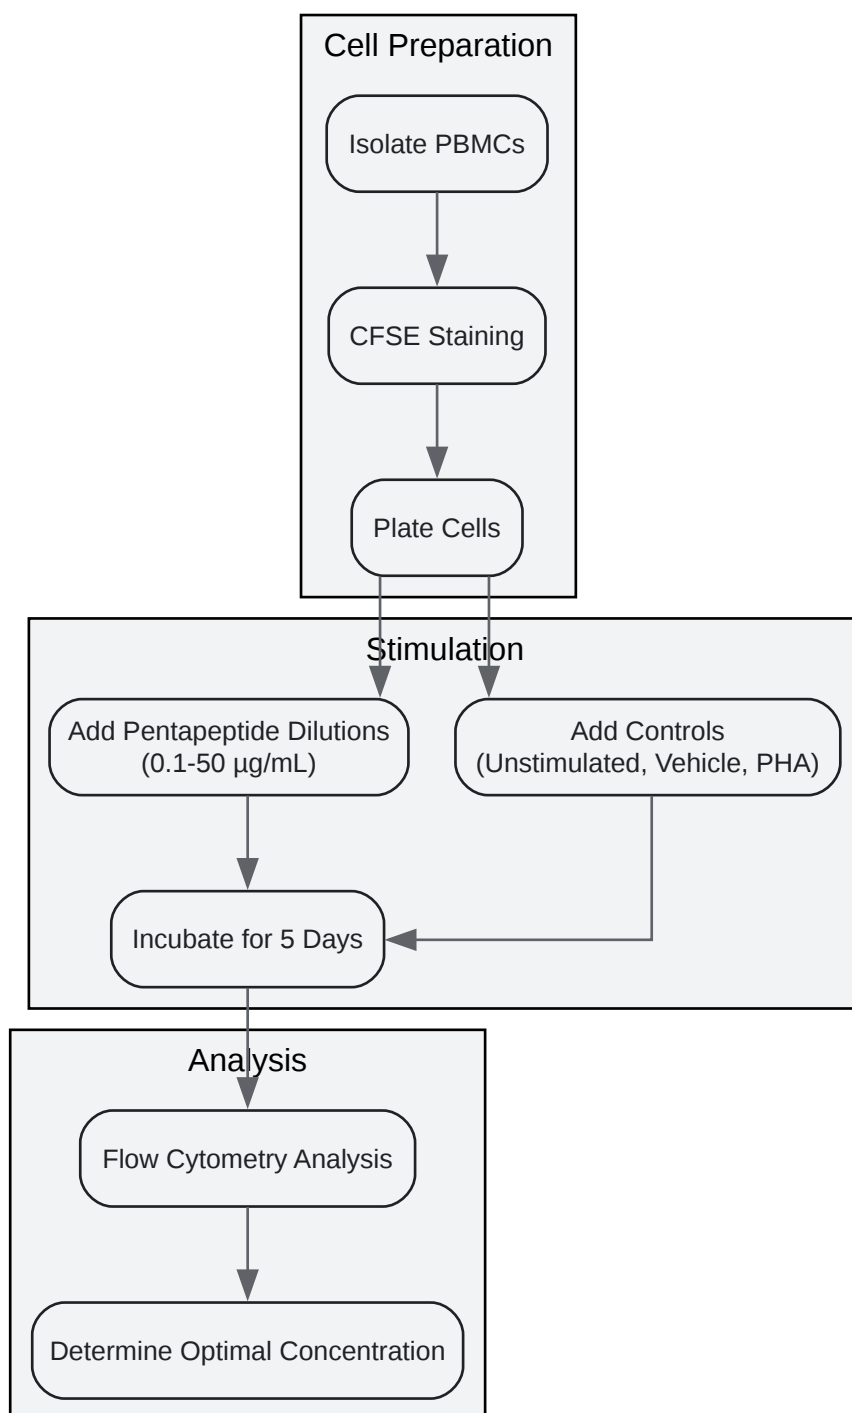 Cell Preparation
Isolate PBMCs
CFSE Staining
Plate Cells
Stimulation
Add Pentapeptide Dilutions
(0.1-50 µg/mL)
Add Controls
(Unstimulated, Vehicle, PHA)
Incubate for 5 Days
Analysis
Flow Cytometry Analysis
Determine Optimal Concentration